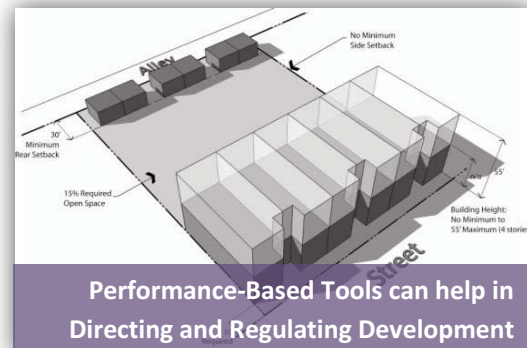 No Minimum
Side Setback
Alley
30'
Minimum
Rear Setback
15% Required
Open Space
n/a
55'
Building Height:
No Minimum to
55' Maximum (4 stories
Street
Required
Performance-Based Tools can help in
Directing and Regulating Development